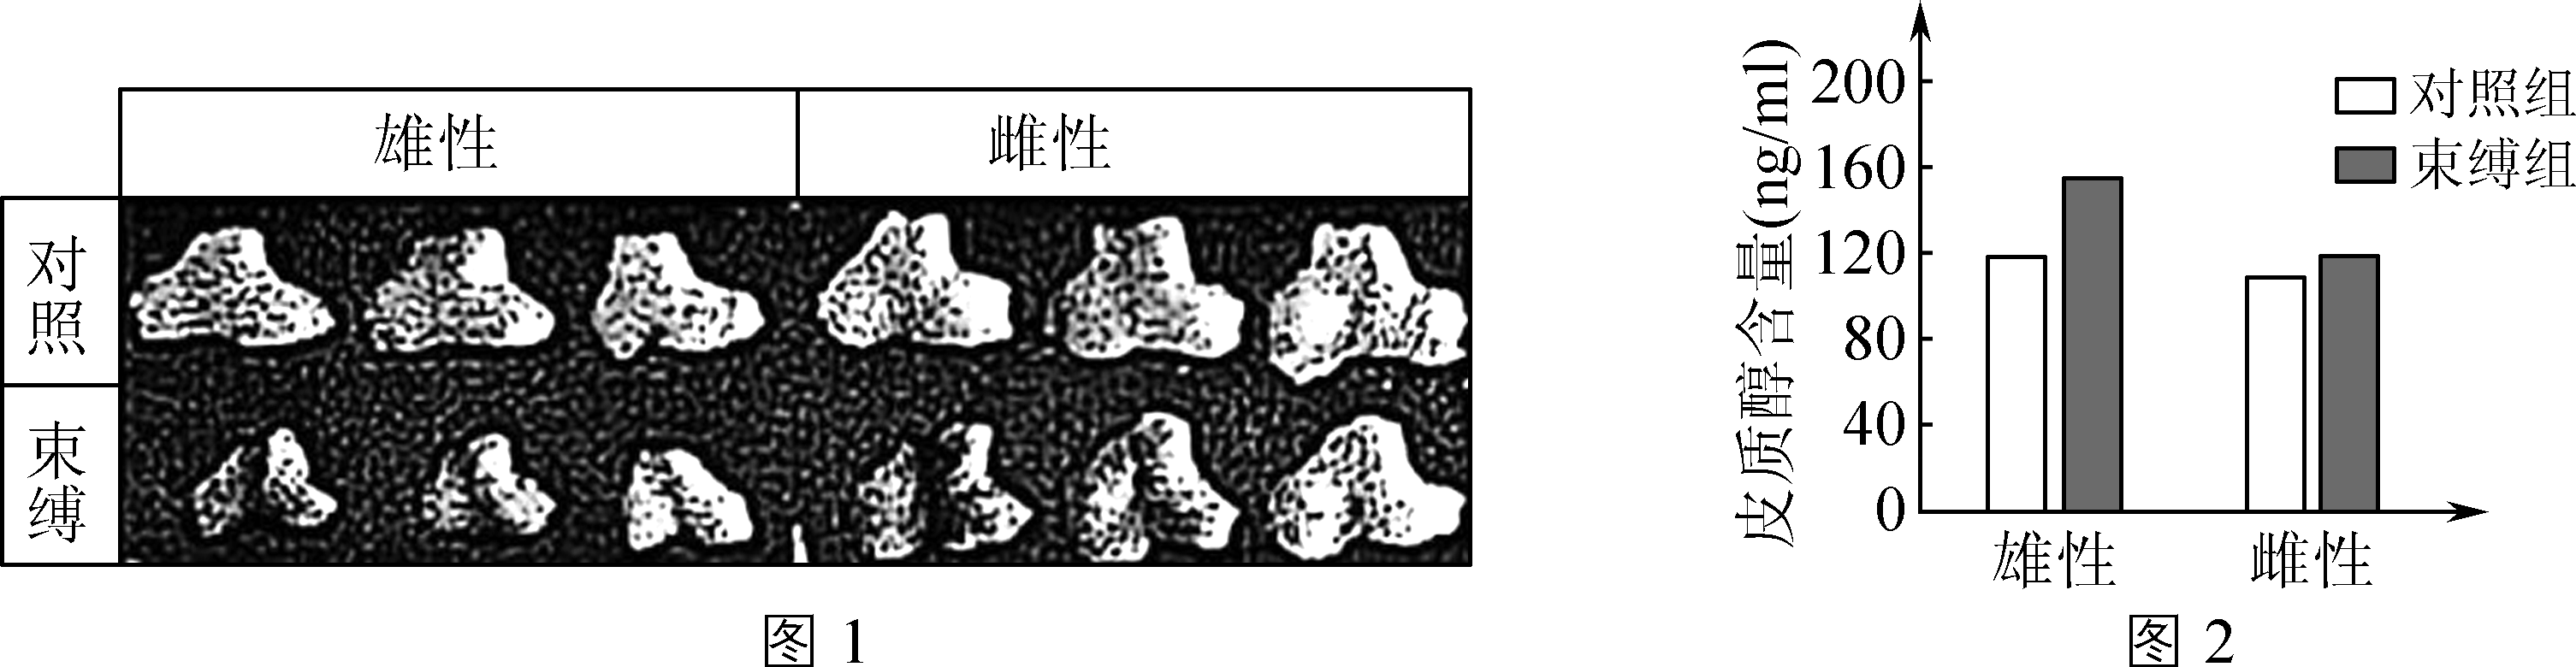 雄性
雌性
对照
束缚
图 1
皮质醇含量(ng/ml)
200
160
120
80
40
0
对照组
束缚组
雄性
雌性
图 2